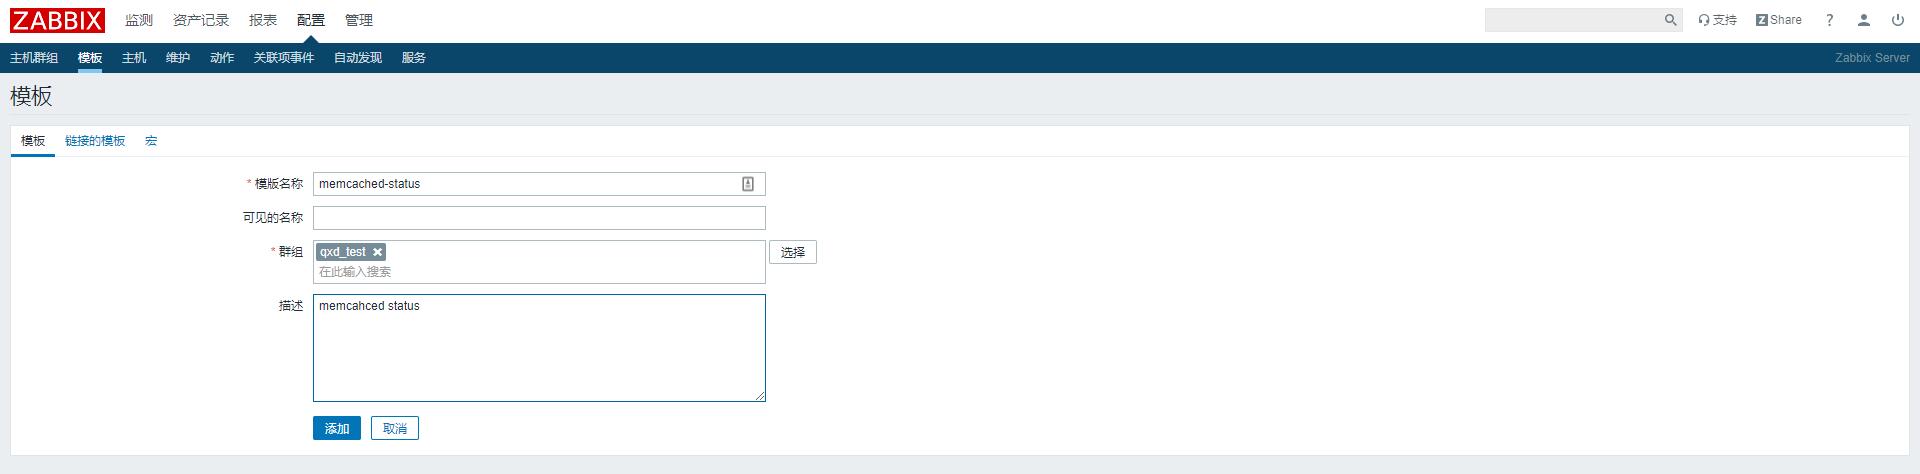 ZABBIX 监测 资产记录 报表 配置 管理 支持 Z Share ?
主机群组 模板 主机 维护 动作 关联项事件 自动发现 服务 Zabbix Server
模板
模板 链接的模板 宏
* 模版名称 memcached-status
可见的名称
* 群组 qxd_test 选择
在此输入搜索
描述 memcahced status
添加 取消